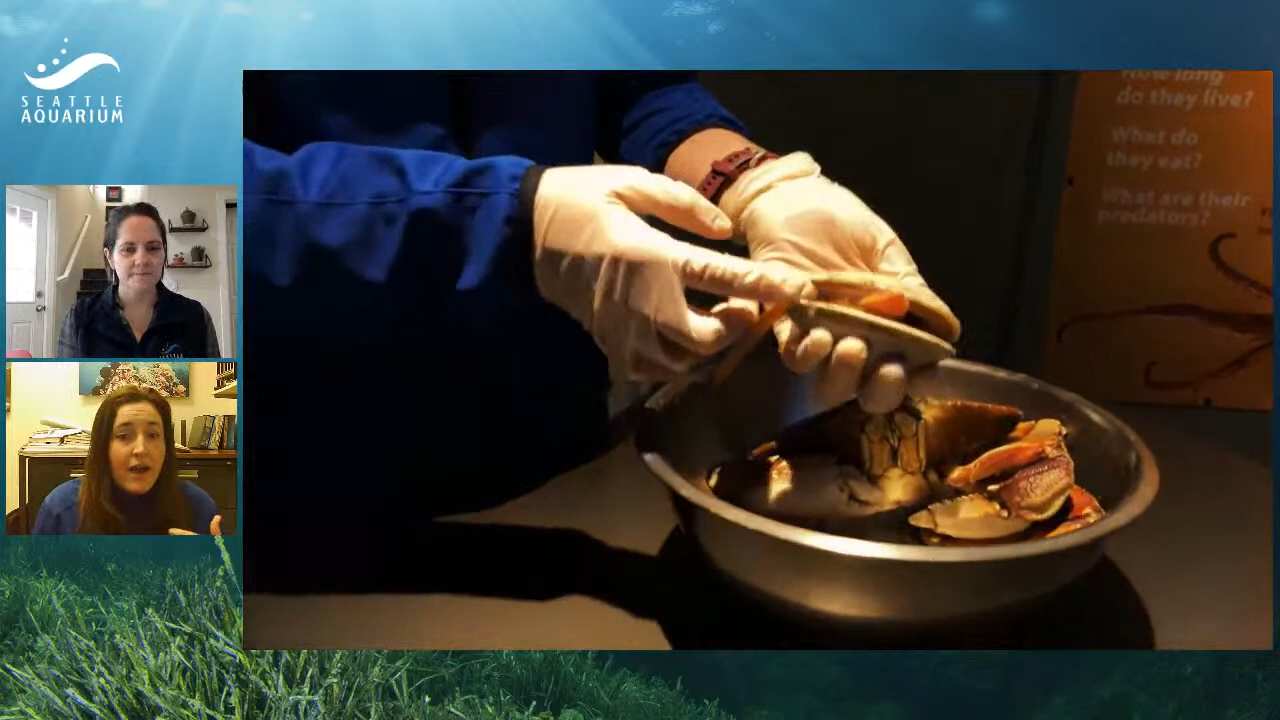 SEATTLE
AQUARIUM
How long
do they live?
What do
they eat?
What are their
predators?